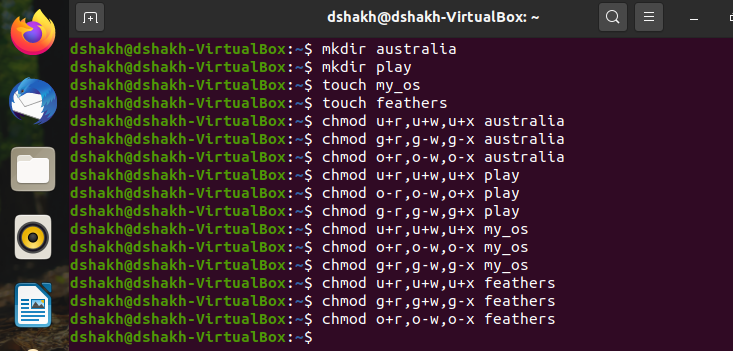 dshakh@dshakh-VirtualBox: ~
dshakh@dshakh-VirtualBox:~$ mkdir australia
dshakh@dshakh-VirtualBox:~$ mkdir play
dshakh@dshakh-VirtualBox:~$ touch my_os
dshakh@dshakh-VirtualBox:~$ touch feathers
dshakh@dshakh-VirtualBox:~$ chmod u+r,u+w,u+x australia
dshakh@dshakh-VirtualBox:~$ chmod g+r,g-w,g-x australia
dshakh@dshakh-VirtualBox:~$ chmod o+r,o-w,o-x australia
dshakh@dshakh-VirtualBox:~$ chmod u+r,u+w,u+x play
dshakh@dshakh-VirtualBox:~$ chmod o-r,o-w,o+x play
dshakh@dshakh-VirtualBox:~$ chmod g-r,g-w,g+x play
dshakh@dshakh-VirtualBox:~$ chmod u+r,u+w,u+x my_os
dshakh@dshakh-VirtualBox:~$ chmod o+r,o-w,o-x my_os
dshakh@dshakh-VirtualBox:~$ chmod g+r,g-w,g-x my_os
dshakh@dshakh-VirtualBox:~$ chmod u+r,u+w,u+x feathers
dshakh@dshakh-VirtualBox:~$ chmod g+r,g+w,g-x feathers
dshakh@dshakh-VirtualBox:~$ chmod o+r,o-w,o-x feathers
dshakh@dshakh-VirtualBox:~$